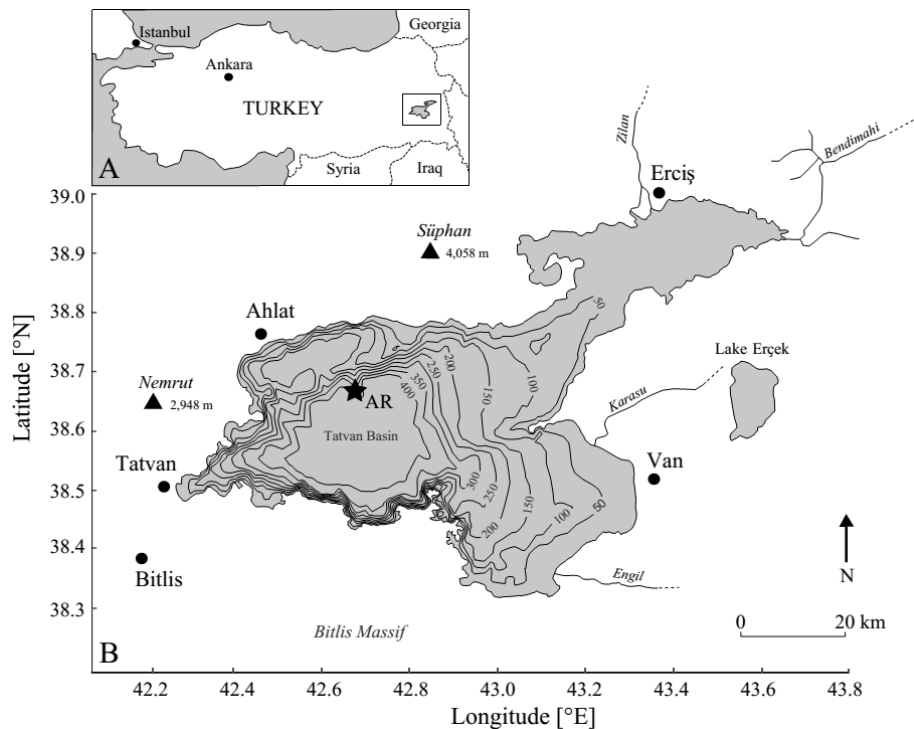 Georgia
Istanbul
Ankara
TURKEY
A
Syria
Iraq
Zilan
Bendimahi
Erciş
39.0
38.9
38.8
38.7
38.6
38.5
38.4
38.3
Latitude [°N]
Süphan
4,058 m
Ahlat
50
200
250
350
400
150
100
Lake Erçek
Nemrut
2,948 m
AR
Karasu
Tatvan Basin
Tatvan
Van
300
250
150
100
50
200
Bitlis
Engil
N
0 20 km
Bitlis Massif
B
42.2 42.4 42.6 42.8 43.0 43.2 43.3 43.4 43.6 43.8
Longitude [°E]